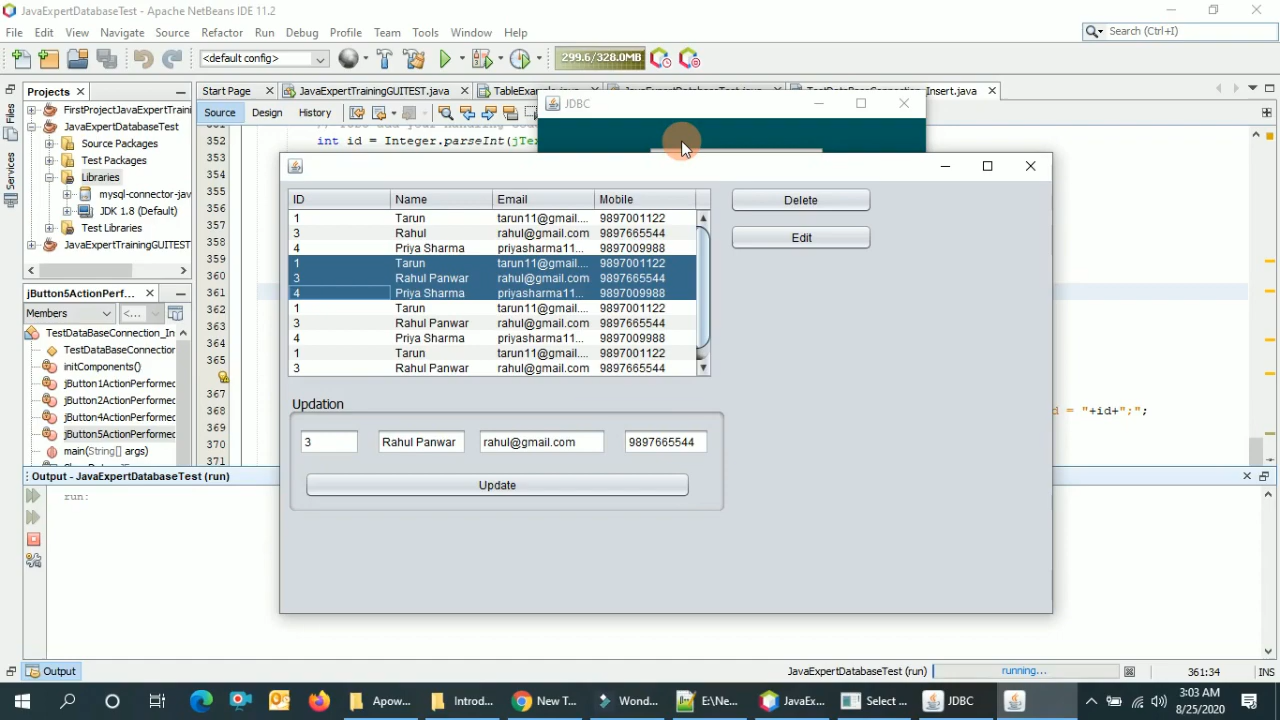 JavaExpertDatabaseTest - Apache NetBeans IDE 11.2
File Edit View Navigate Source Refactor Run Debug Profile Team Tools Window Help
Search (Ctrl+I)
<default config>
299.6/328.0MB
Projects
Start Page
JavaExpertTrainingGUITEST.java
Insert.java
JDBC
FirstProjectJavaExpertTraini
JavaExpertDatabaseTest
Source Packages
Test Packages
Libraries
mysql-connector-jav
JDK 1.8 (Default)
Test Libraries
JavaExpertTrainingGUITEST
Files
Services
Source Design History
352 int id = Integer.parseInt(jTe
353
354
355
356
357
358
359
360
361
362
363
364
365
367
368 d = "+id+";";
369
370
371
ID Name Email Mobile
1 Tarun tarun11@gmail.... 9897001122
3 Rahul rahul@gmail.com 9897665544
4 Priya Sharma priyasharma11... 9897009988
1 Tarun tarun11@gmail.... 9897001122
3 Rahul Panwar rahul@gmail.com 9897665544
4 Priya Sharma priyasharma11... 9897009988
1 Tarun tarun11@gmail.... 9897001122
3 Rahul Panwar rahul@gmail.com 9897665544
4 Priya Sharma priyasharma11... 9897009988
1 Tarun tarun11@gmail.... 9897001122
3 Rahul Panwar rahul@gmail.com 9897665544
Delete
Edit
Updation
3 Rahul Panwar rahul@gmail.com 9897665544
Update
jButton5ActionPerf...
Members <...
TestDataBaseConnection_In
TestDataBaseConnection
initComponents()
jButton1ActionPerformed
jButton2ActionPerformed
jButton4ActionPerformed
jButton5ActionPerformed
main(String[] args)
Output - JavaExpertDatabaseTest (run)
run:
Output
JavaExpertDatabaseTest (run) running... 361:34 INS
Apow... Introd... New T... Wond... E:\Ne... JavaEx... Select ... JDBC
3:03 AM
8/25/2020